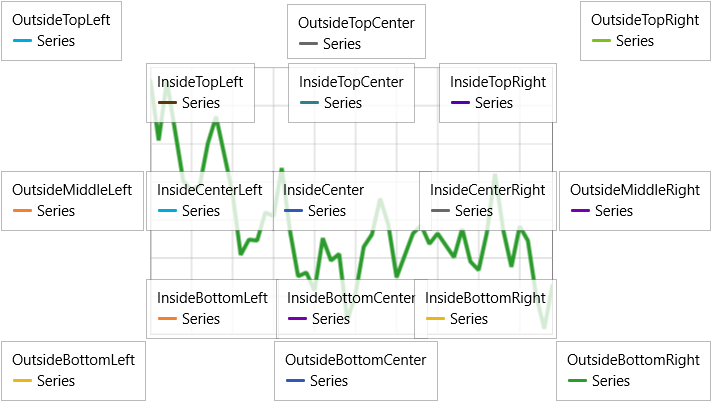 OutsideTopLeft
Series
OutsideTopCenter
Series
OutsideTopRight
Series
InsideTopLeft
Series
InsideTopCenter
Series
InsideTopRight
Series
OutsideMiddleLeft
Series
InsideCenterLeft
Series
InsideCenter
Series
InsideCenterRight
Series
OutsideMiddleRight
Series
InsideBottomLeft
Series
InsideBottomCenter
Series
InsideBottomRight
Series
OutsideBottomLeft
Series
OutsideBottomCenter
Series
OutsideBottomRight
Series